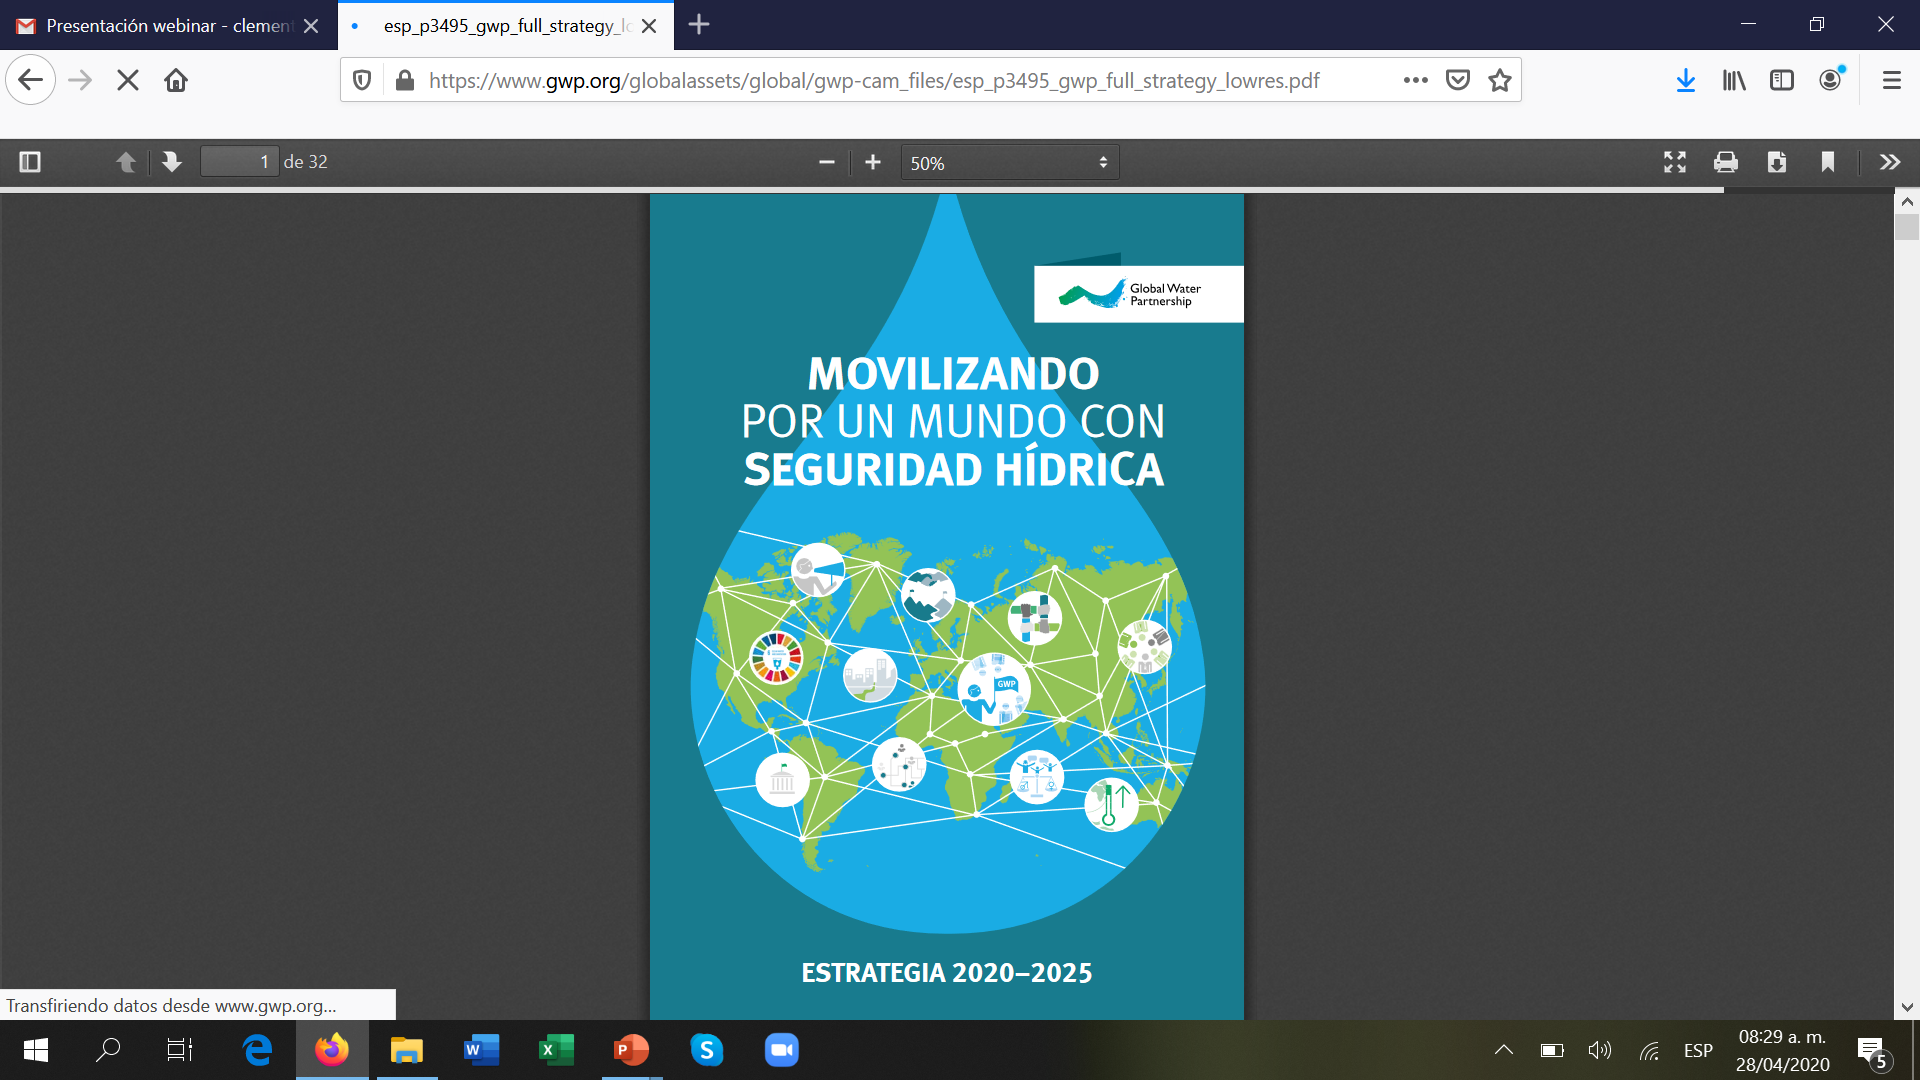 Presentación webinar - clement
esp_p3495_gwp_full_strategy_lo
https://www.gwp.org/globalassets/global/gwp-cam_files/esp_p3495_gwp_full_strategy_lowres.pdf
1 de 32
50%
Global Water
Partnership
MOVILIZANDO
POR UN MUNDO CON
SEGURIDAD HÍDRICA
GWP
ESTRATEGIA 2020–2025
Transfiriendo datos desde www.gwp.org...
ESP
08:29 a. m.
28/04/2020
5